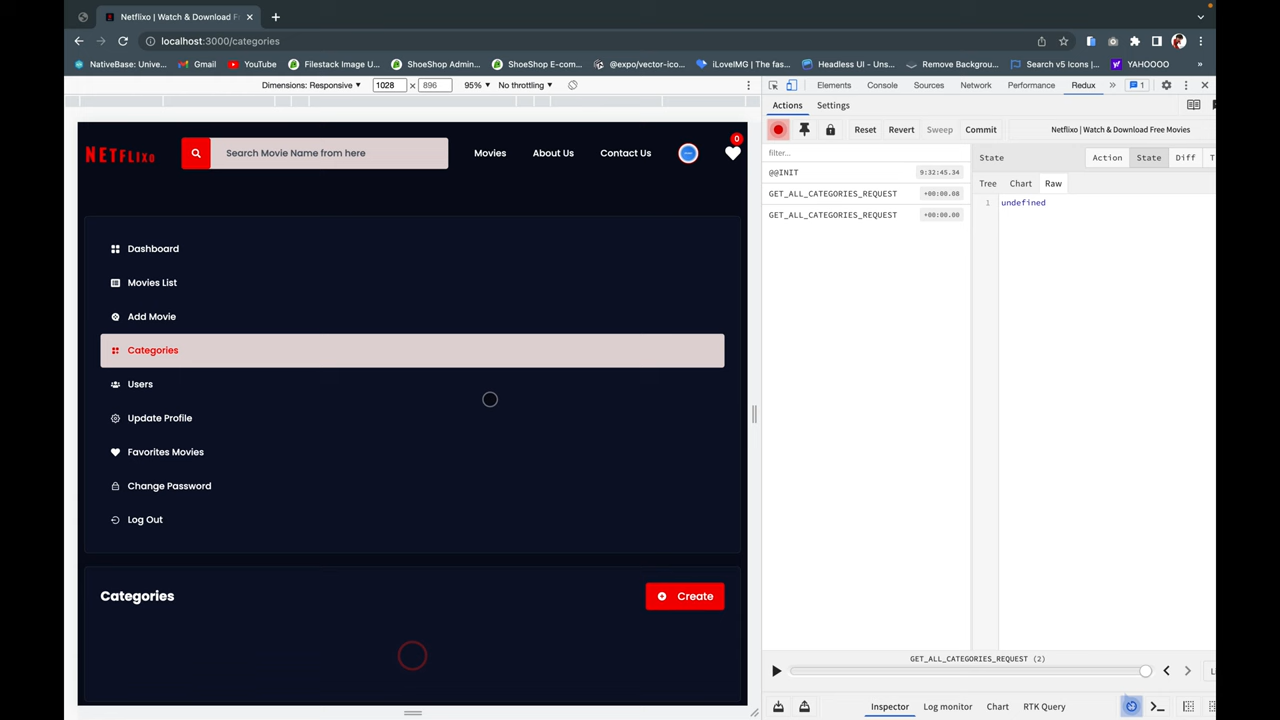 Netflixo | Watch & Download F
localhost:3000/categories
NativeBase: Unive...
Gmail
YouTube
Filestack Image U...
ShoeShop Admin...
ShoeShop E-com...
@expo/vector-ico...
iLoveIMG | The fas...
Headless UI - Uns...
Remove Backgrou...
Search v5 Icons |...
YAHOOOO
»
Dimensions: Responsive
1028
×
896
95%
No throttling
Elements
Console
Sources
Network
Performance
Redux
»
1
Actions
Settings
Reset
Revert
Sweep
Commit
Netflixo | Watch & Download Free Movies
filter...
@@INIT
9:32:45.34
GET_ALL_CATEGORIES_REQUEST
+00:00.08
GET_ALL_CATEGORIES_REQUEST
+00:00.00
State
Action
State
Diff
T
Tree
Chart
Raw
1
undefined
NETFLIXO
Search Movie Name from here
Movies
About Us
Contact Us
0
Dashboard
Movies List
Add Movie
Categories
Users
Update Profile
Favorites Movies
Change Password
Log Out
Categories
Create
GET_ALL_CATEGORIES_REQUEST (2)
Li
Inspector
Log monitor
Chart
RTK Query